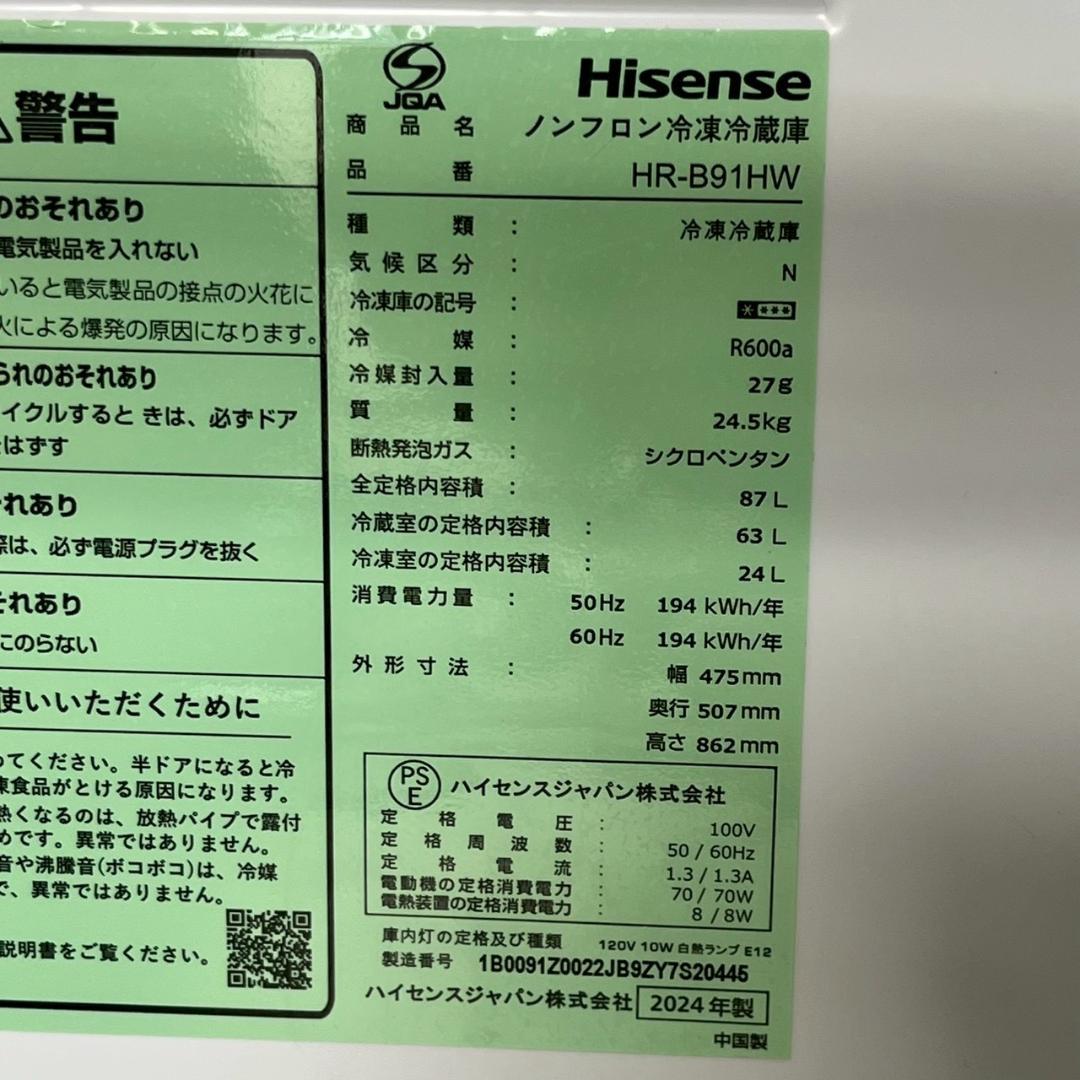 警告
のおそれあり
電気製品を入れない
いると電気製品の接点の火花に
火による爆発の原因になります。
られのおそれあり
イクルするときは、必ずドア
をはずす
それあり
際は、必ず電源プラグを抜く
それあり
にのらない
使いいただくために
めてください。半ドアになると冷
凍食品がとける原因になります。
熱くなるのは、放熱パイプで露付
めです。異常ではありません。
音や沸騰音(ボコボコ)は、冷媒
で、異常ではありません。
説明書をご覧ください。
JQA
Hisense
商品名 ノンフロン冷凍冷蔵庫
品番 HR-B91HW
種類 : 冷凍冷蔵庫
気候区分 : N
冷凍庫の記号 : * ***
冷媒 : R600a
冷媒封入量 : 27g
質量 : 24.5kg
断熱発泡ガス : シクロペンタン
全定格内容積 : 87L
冷蔵室の定格内容積 : 63L
冷凍室の定格内容積 : 24L
消費電力量 : 50Hz 194 kWh/年
60Hz 194 kWh/年
外形寸法 : 幅 475mm
奥行 507mm
高さ 862mm
PSE ハイセンスジャパン株式会社
定格電圧 : 100V
定格周波数 : 50 / 60Hz
定格電流 : 1.3 / 1.3A
電動機の定格消費電力 : 70 / 70W
電熱装置の定格消費電力 : 8 / 8W
庫内灯の定格及び種類 120V 10W 白熱ランプ E12
製造番号 1B0091Z0022JB9ZY7S20445
ハイセンスジャパン株式会社 2024年製
中国製